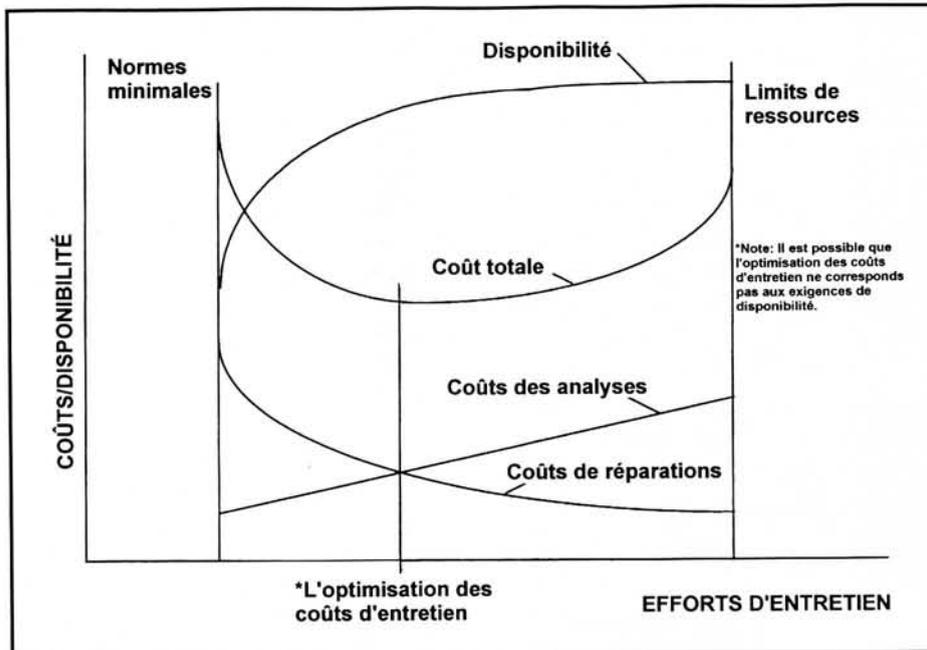 Disponibilité
Normes
minimales
Limits de
ressources
COÛTS/DISPONIBILITÉ
*Note: Il est possible que
l'optimisation des coûts
d'entretien ne corresponds
pas aux exigences de
disponibilité.
Coût totale
Coûts des analyses
Coûts de réparations
*L'optimisation des
coûts d'entretien
EFFORTS D'ENTRETIEN